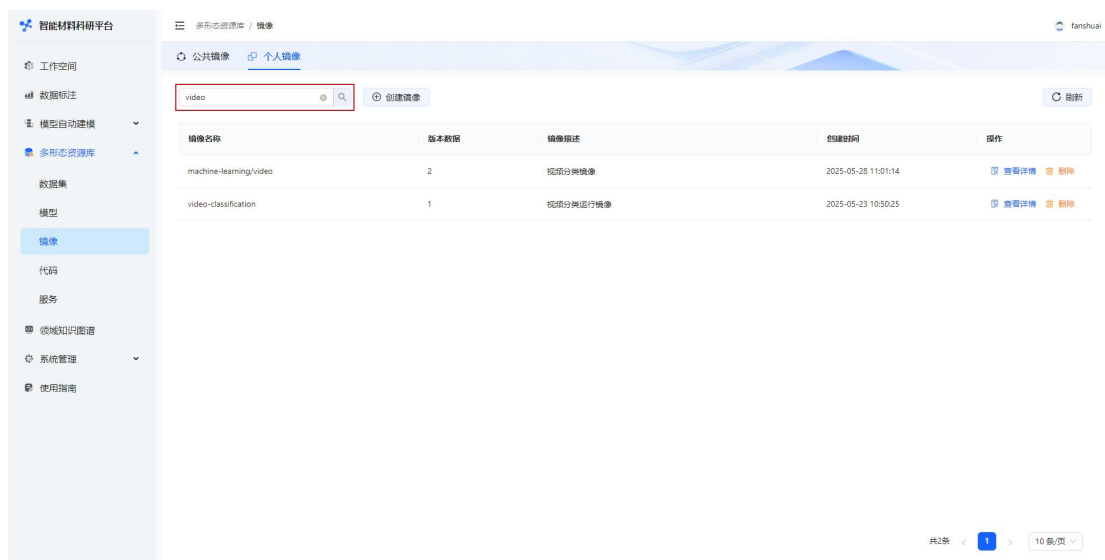 智能材料科研平台
多形态资源库 / 镜像
fanshuai
工作空间
数据标注
模型自动建模
多形态资源库
数据集
模型
镜像
代码
服务
领域知识图谱
系统管理
使用指南
公共镜像 个人镜像
video 创建镜像 刷新
镜像名称 版本数据 镜像描述 创建时间 操作
machine-learning/video 2 视频分类镜像 2025-05-28 11:01:14 查看详情 删除
video-classification 1 视频分类运行镜像 2025-05-23 10:50:25 查看详情 删除
共2条 < 1 > 10 条/页